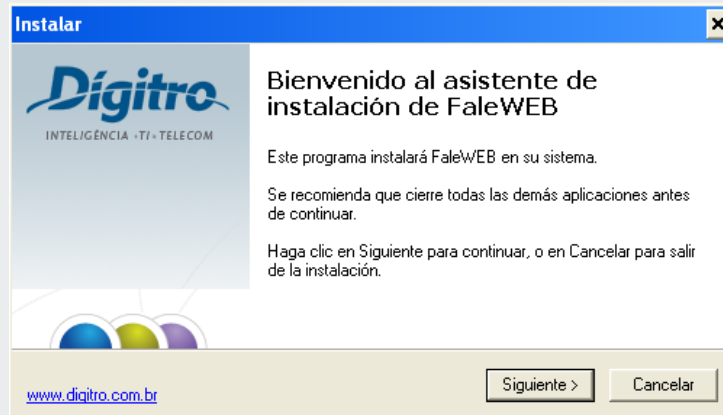 Instalar
Dígitro
INTELIGÊNCIA · TI · TELECOM
Bienvenido al asistente de
instalación de FaleWEB
Este programa instalará FaleWEB en su sistema.
Se recomienda que cierre todas las demás aplicaciones antes
de continuar.
Haga clic en Siguiente para continuar, o en Cancelar para salir
de la instalación.
www.digitro.com.br
Siguiente >
Cancelar